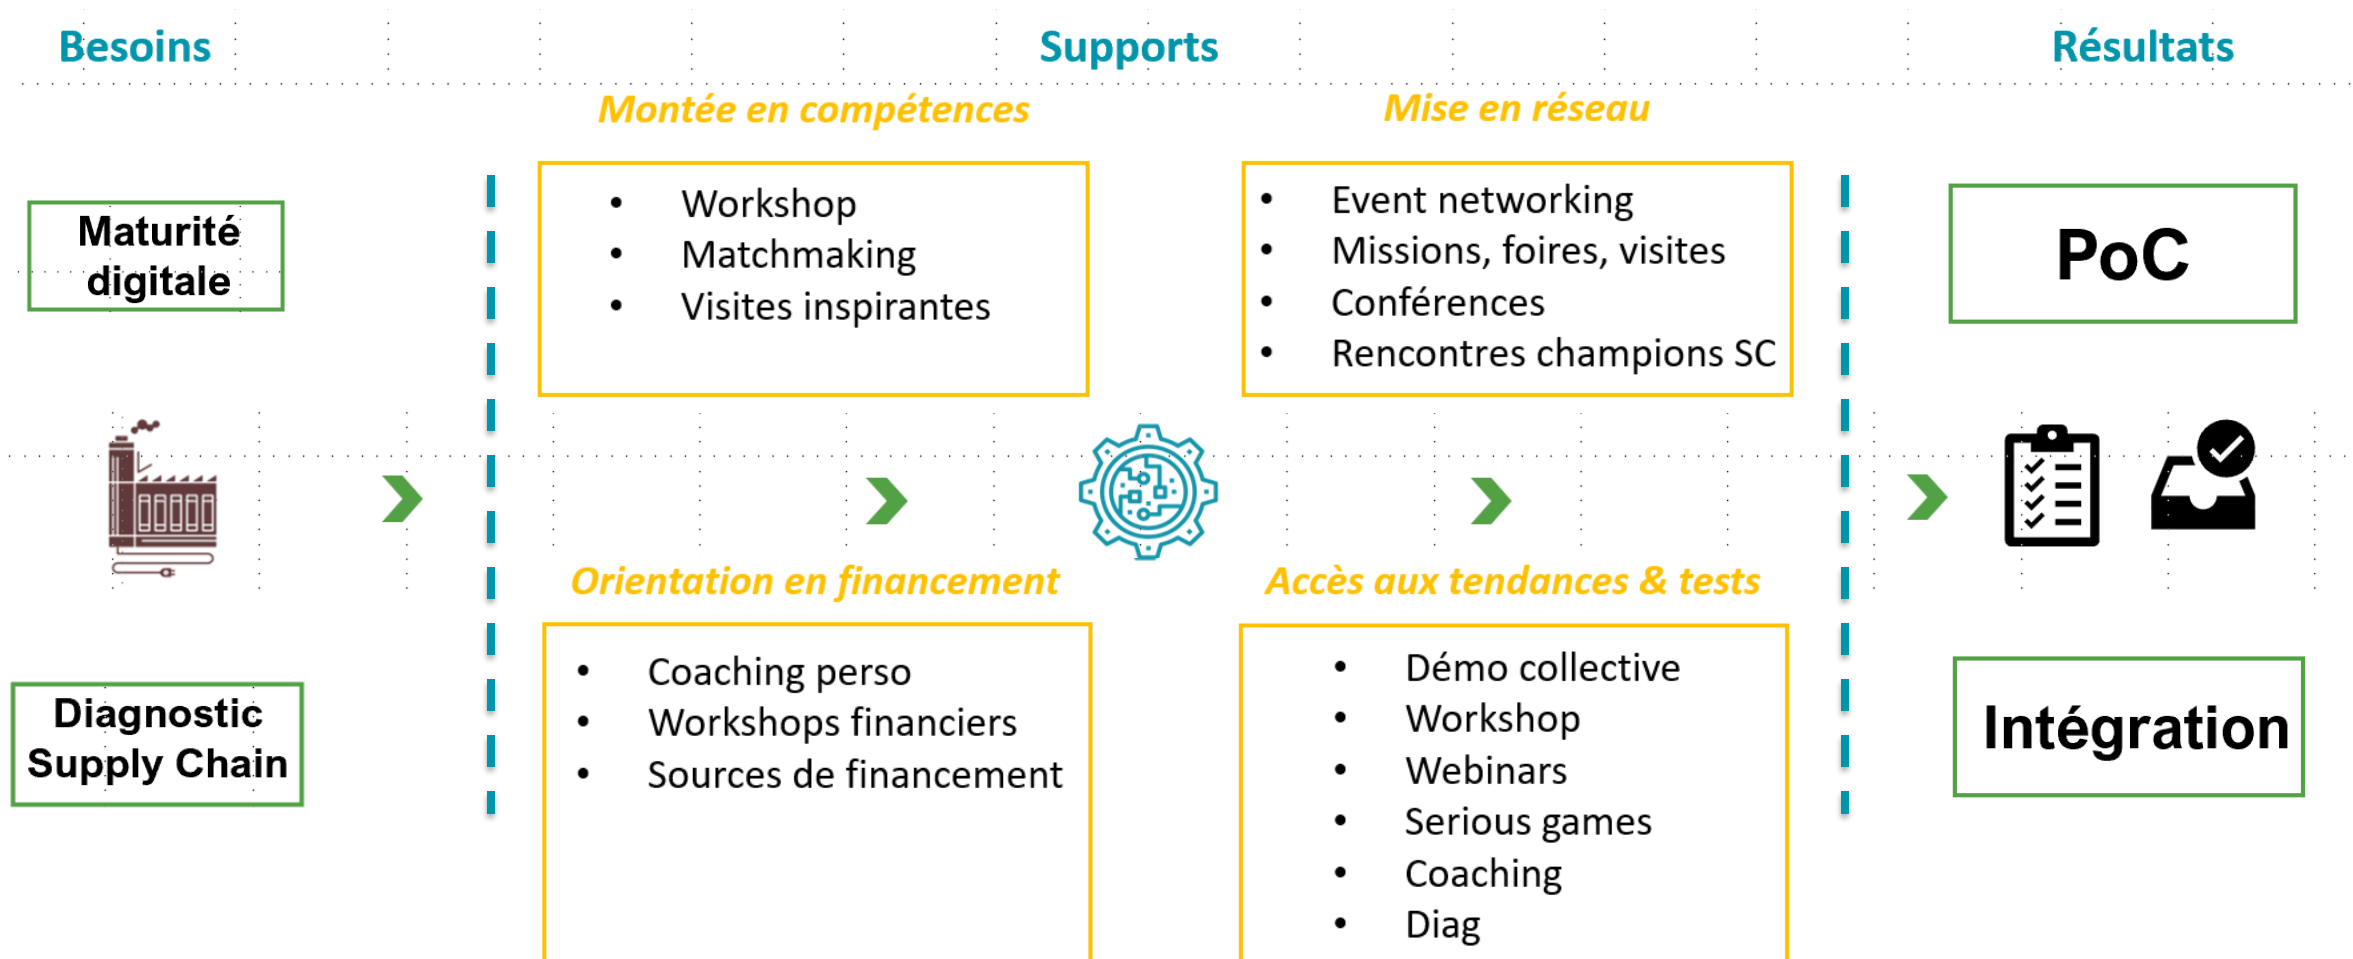 Besoins
Supports
Résultats
Montée en compétences
Mise en réseau
Maturité
digitale
• Workshop
• Matchmaking
• Visites inspirantes
• Event networking
• Missions, foires, visites
• Conférences
• Rencontres champions SC
PoC
Orientation en financement
Accès aux tendances & tests
Diagnostic
Supply Chain
• Coaching perso
• Workshops financiers
• Sources de financement
• Démo collective
• Workshop
• Webinars
• Serious games
• Coaching
• Diag
Intégration